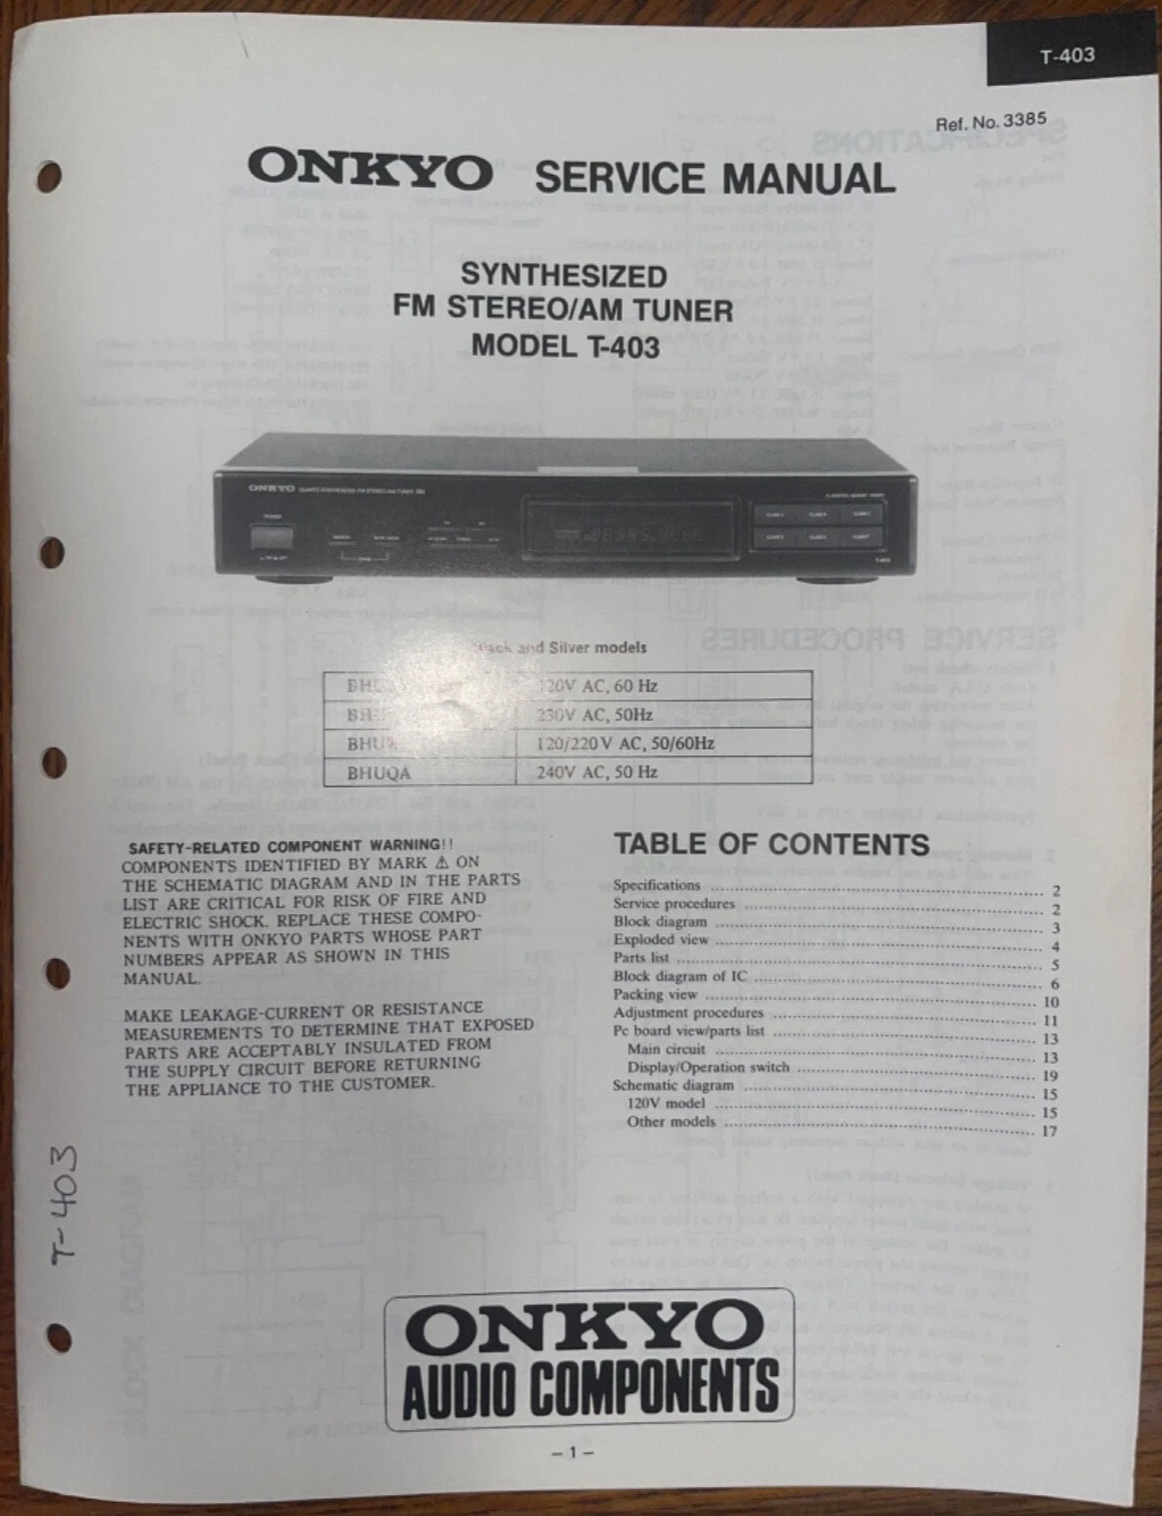 T-403
Ref. No. 3385
ONKYO SERVICE MANUAL
SYNTHESIZED
FM STEREO/AM TUNER
MODEL T-403
ONKYO
POWER
Black and Silver models
120V AC, 60 Hz
230V AC, 50Hz
120/220V AC, 50/60Hz
BHUQA 240V AC, 50 Hz
SAFETY-RELATED COMPONENT WARNING!!
COMPONENTS IDENTIFIED BY MARK ⚠ ON
THE SCHEMATIC DIAGRAM AND IN THE PARTS
LIST ARE CRITICAL FOR RISK OF FIRE AND
ELECTRIC SHOCK. REPLACE THESE COMPO-
NENTS WITH ONKYO PARTS WHOSE PART
NUMBERS APPEAR AS SHOWN IN THIS
MANUAL.
MAKE LEAKAGE-CURRENT OR RESISTANCE
MEASUREMENTS TO DETERMINE THAT EXPOSED
PARTS ARE ACCEPTABLY INSULATED FROM
THE SUPPLY CIRCUIT BEFORE RETURNING
THE APPLIANCE TO THE CUSTOMER.
TABLE OF CONTENTS
Specifications 2
Service procedures 2
Block diagram 3
Exploded view 4
Parts list 5
Block diagram of IC 6
Packing view 10
Adjustment procedures 11
Pc board view/parts list 13
Main circuit 13
Display/Operation switch 19
Schematic diagram 15
120V model 15
Other models 17
T-403
ONKYO
AUDIO COMPONENTS
– 1 –